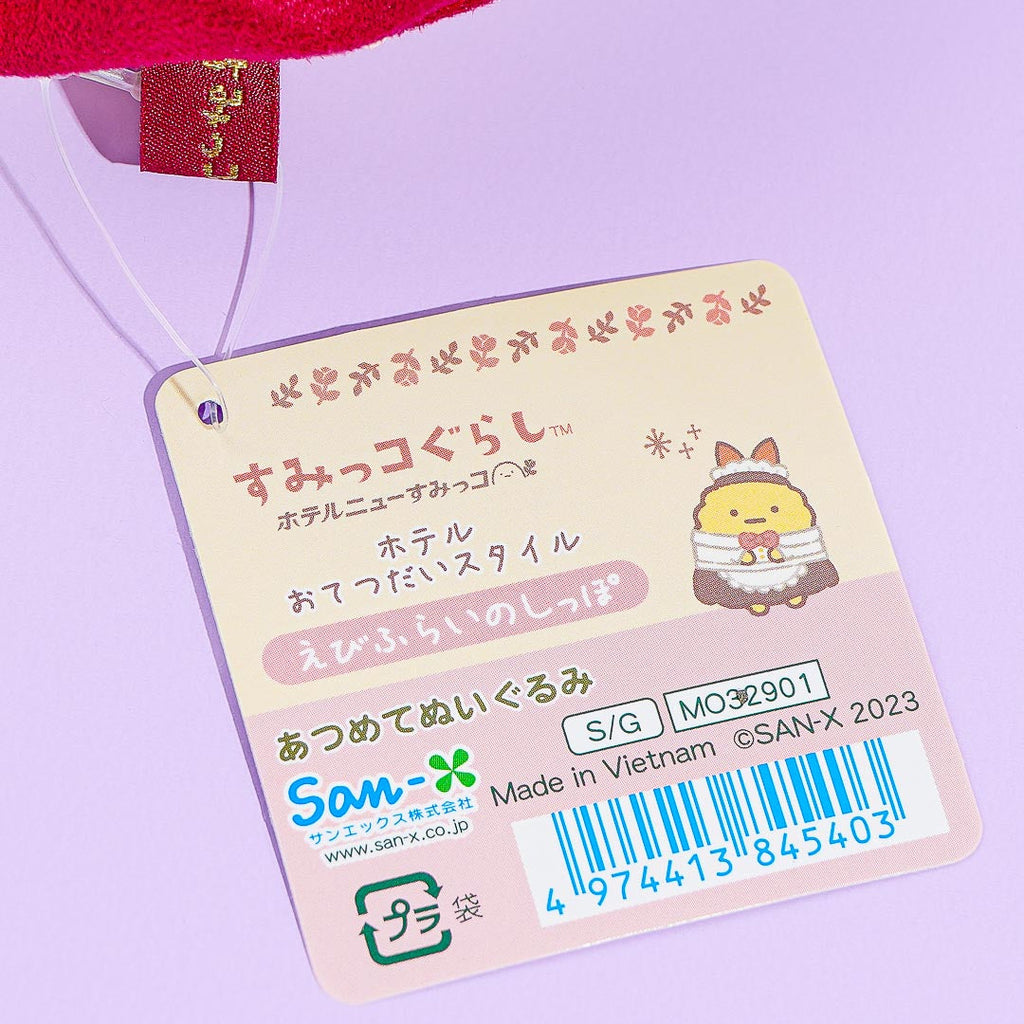 すみっコぐらし™
ホテルニューすみっコ
ホテル
おてつだいスタイル
えびふらいのしっぽ
あつめてぬいぐるみ
S/G MO32901
Made in Vietnam ©SAN-X 2023
San-X
サンエックス株式会社
www.san-x.co.jp
4 974413 845403
プラ 袋